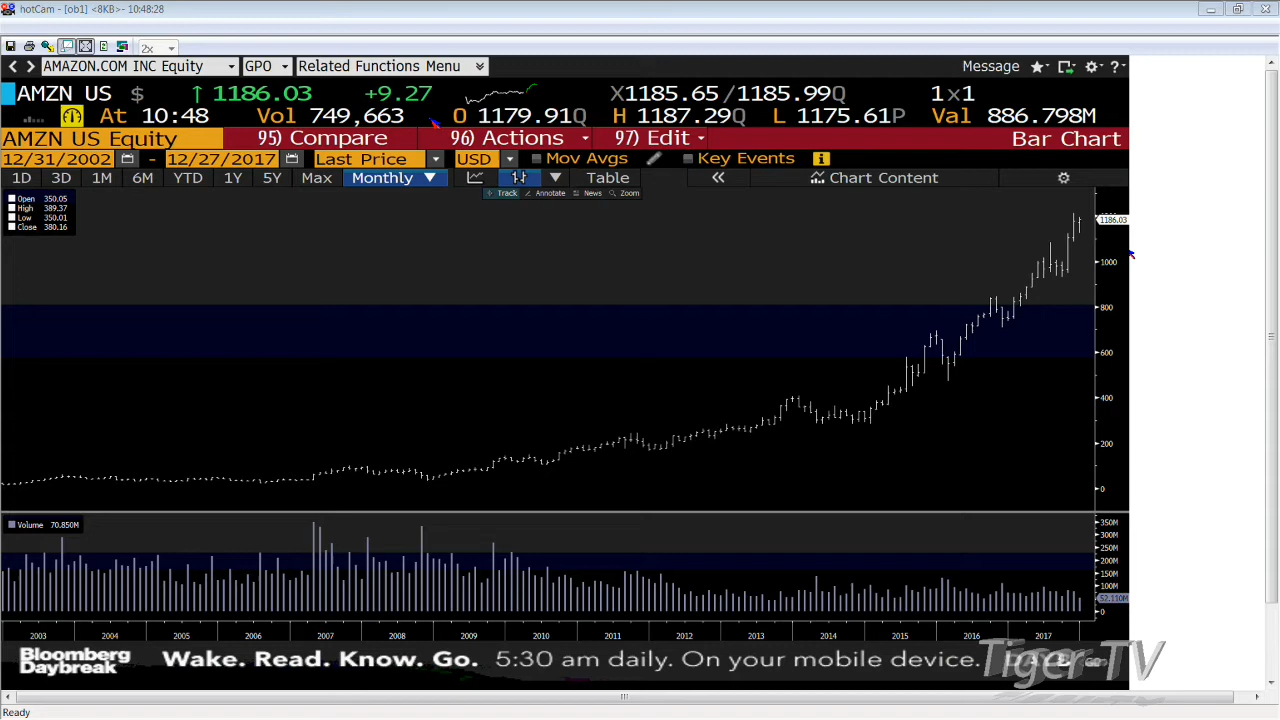 hotCam - [ob1] <8KB>- 10:48:28
2x
AMAZON.COM INC Equity GPO Related Functions Menu Message ?
AMZN US $ ↑ 1186.03 +9.27 X1185.65/1185.99Q 1x1
At 10:48 Vol 749,663 O 1179.91Q H 1187.29Q L 1175.61P Val 886.798M
AMZN US Equity 95) Compare 96) Actions 97) Edit Bar Chart
12/31/2002 - 12/27/2017 Last Price USD Mov Avgs Key Events
1D 3D 1M 6M YTD 1Y 5Y Max Monthly ▼ Table « Chart Content
Track Annotate News Zoom
Open 350.05
High 389.37
Low 350.01
Close 380.16
1186.03
1000
800
600
400
200
0
Volume 70.850M
350M
300M
250M
200M
150M
100M
52.110M
0
2003 2004 2005 2006 2007 2008 2009 2010 2011 2012 2013 2014 2015 2016 2017
Bloomberg
Daybreak
Wake. Read. Know. Go. 5:30 am daily. On your mobile device.
Tiger-TV
Ready